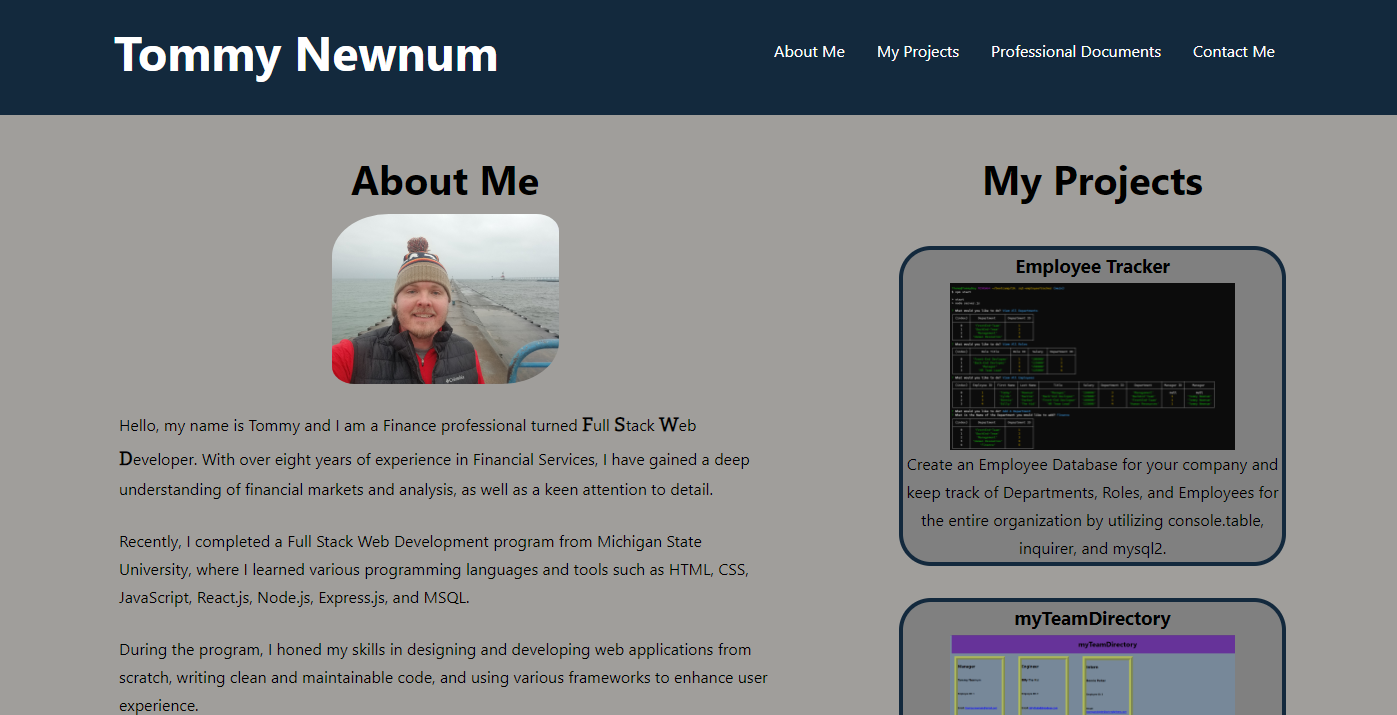 Tommy Newnum
About Me
My Projects
Professional Documents
Contact Me
About Me
Hello, my name is Tommy and I am a Finance professional turned Full Stack Web
Developer. With over eight years of experience in Financial Services, I have gained a deep
understanding of financial markets and analysis, as well as a keen attention to detail.
Recently, I completed a Full Stack Web Development program from Michigan State
University, where I learned various programming languages and tools such as HTML, CSS,
JavaScript, React.js, Node.js, Express.js, and MSQL.
During the program, I honed my skills in designing and developing web applications from
scratch, writing clean and maintainable code, and using various frameworks to enhance user
experience.
My Projects
Employee Tracker
Create an Employee Database for your company and
keep track of Departments, Roles, and Employees for
the entire organization by utilizing console.table,
inquirer, and mysql2.
myTeamDirectory
myTeamDirectory
Manager
Engineer
Intern